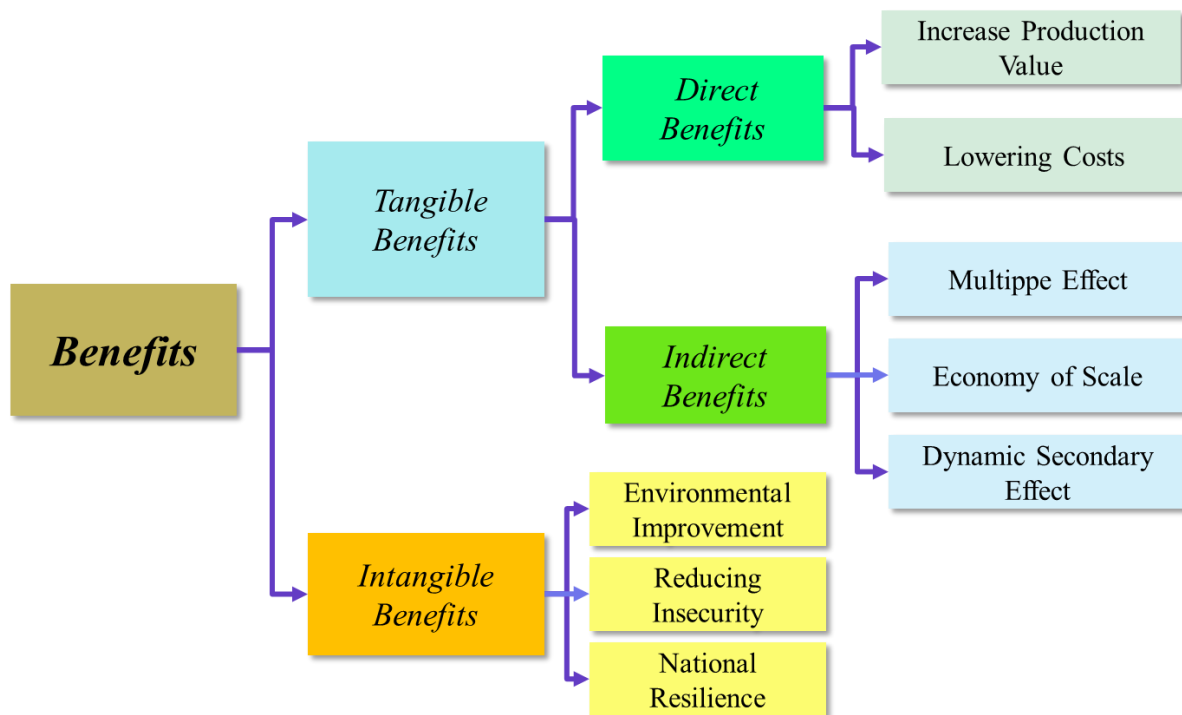 Benefits
Tangible
Benefits
Direct
Benefits
Increase Production
Value
Lowering Costs
Indirect
Benefits
Multippe Effect
Economy of Scale
Dynamic Secondary
Effect
Intangible
Benefits
Environmental
Improvement
Reducing
Insecurity
National
Resilience